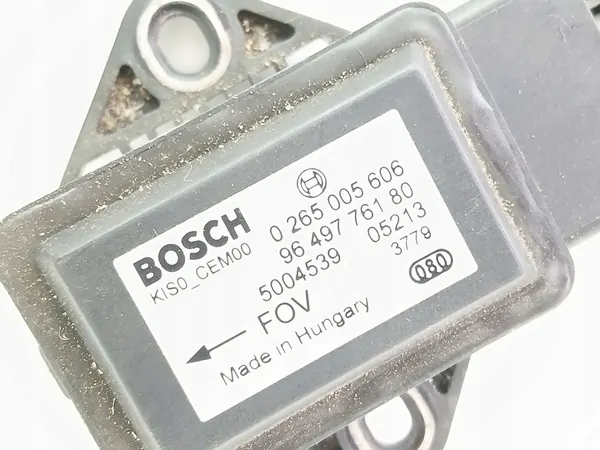 BOSCH 0 265 005 606
KIS0_CEM00 96 497 761 80
5004539 05213
FOV 3779
Made in Hungary 080